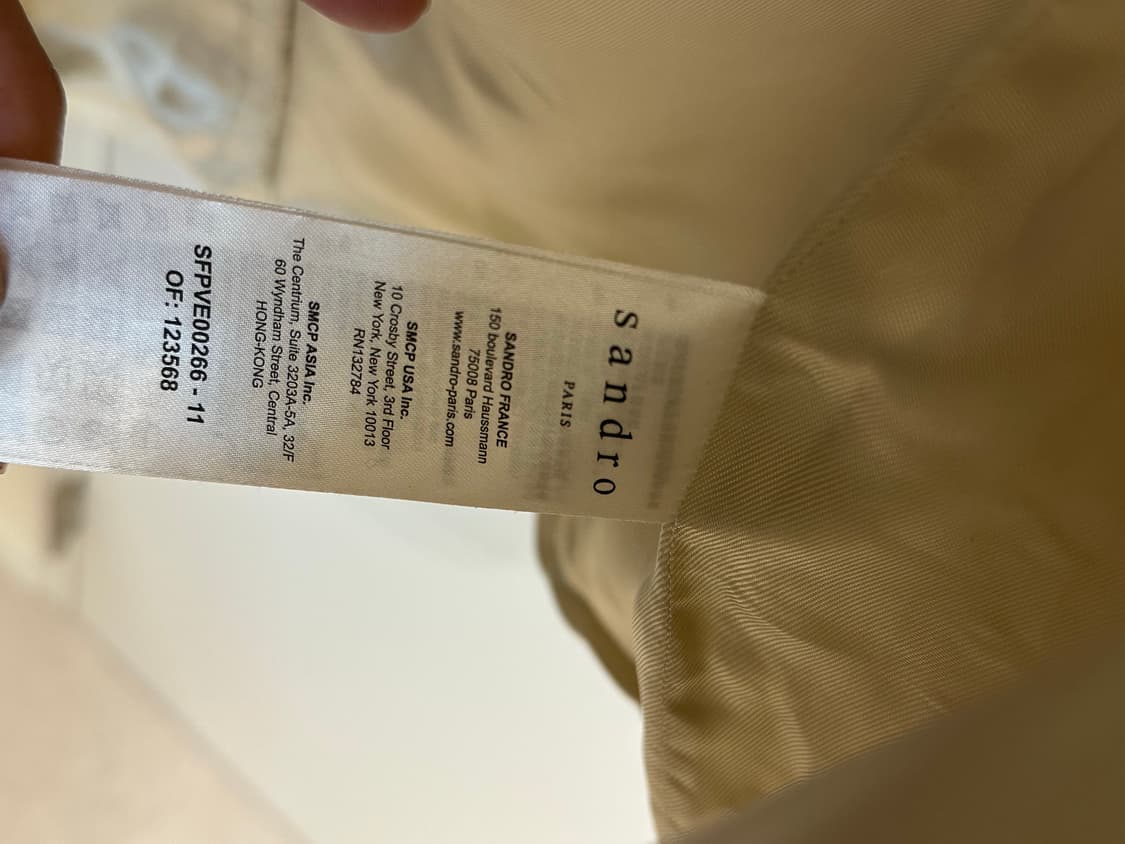 sandro
PARIS
SANDRO FRANCE
150 boulevard Haussmann
75008 Paris
www.sandro-paris.com
SMCP USA Inc.
10 Crosby Street, 3rd Floor
New York, New York 10013
RN132784
SMCP ASIA Inc.
The Centrium, Suite 3203A-5A, 32/F
60 Wyndham Street, Central
HONG-KONG
SFPVE00266 - 11
OF: 123568